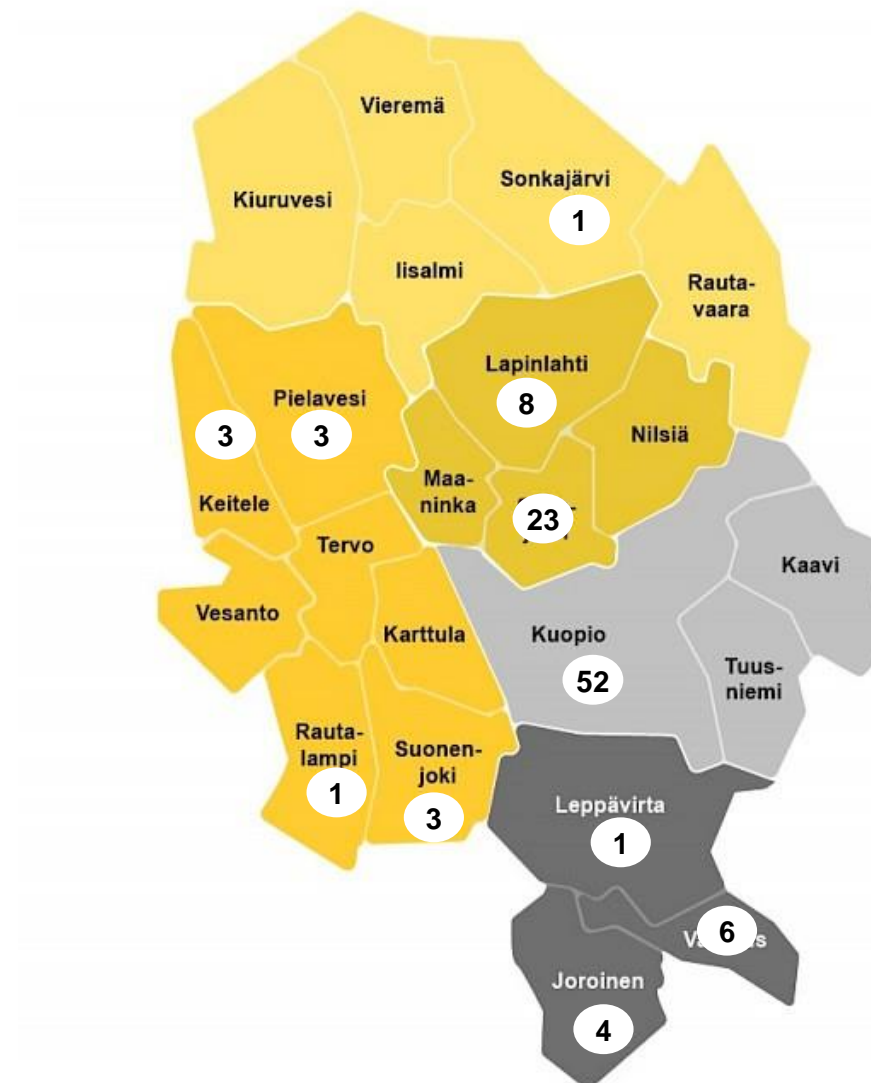 Vieremä
Sonkajärvi
1
Kiuruvesi
Iisalmi
Rauta-
vaara
Lapinlahti
8
Pielavesi
3
3
Keitele
Nilsiä
Maa-
ninka
23
Tervo
Kaavi
Vesanto
Karttula
Kuopio
52
Tuus-
niemi
Rauta-
lampi
1
Suonen-
joki
3
Leppävirta
1
6
Joroinen
4